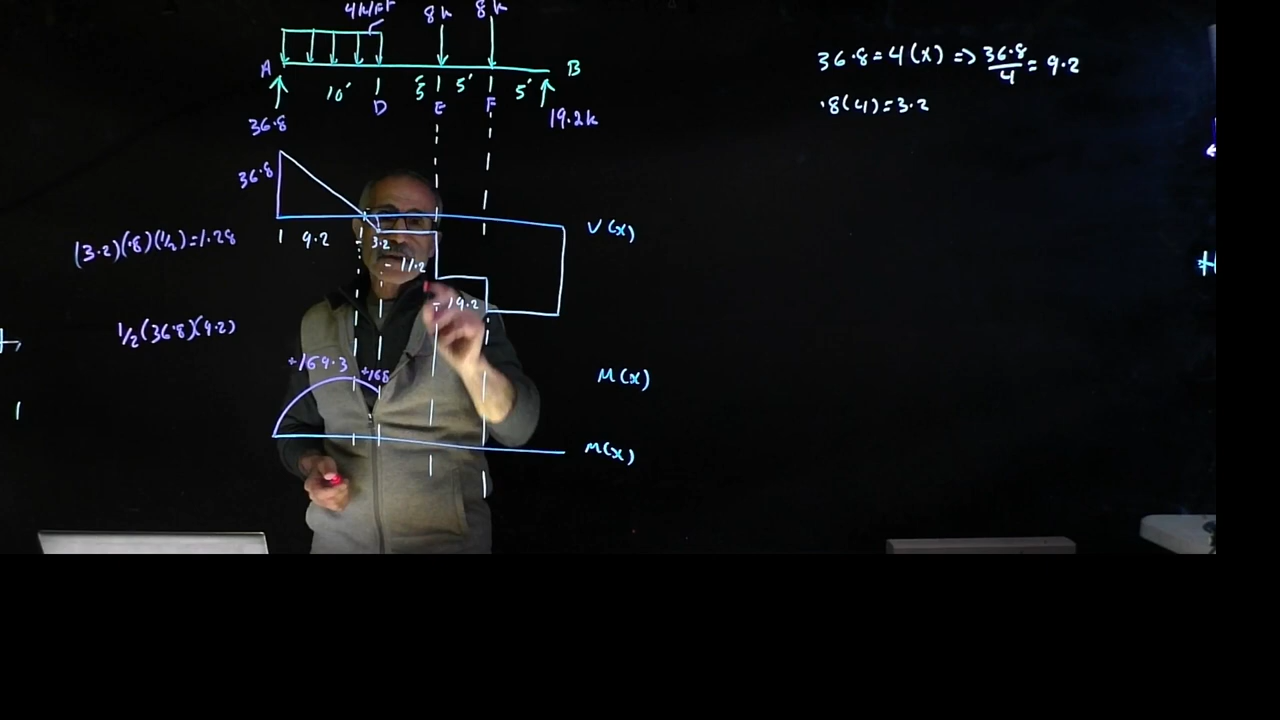 4k/FT 8k 8k
A B
10' 5 5' 5'
D E F
36.8 19.2k
36.8
V(x)
9.2 - 3.2
- 11.2
- 19.2
(3.2)(.8)(1/2)=1.28
1/2(36.8)(9.2)
+169.3 +168
M(x)
M(x)
36.8=4(x) => 36.8/4 = 9.2
.8(4)=3.2